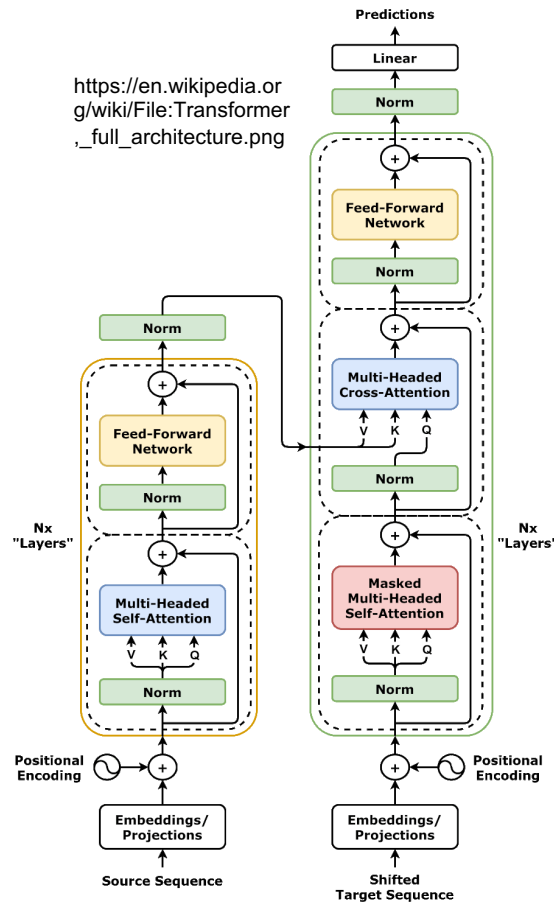 Predictions
Linear
Norm
https://en.wikipedia.or
g/wiki/File:Transformer
,_full_architecture.png
+
Feed-Forward
Network
Norm
+
Multi-Headed
Cross-Attention
V K Q
Norm
Nx
"Layers"
+
Masked
Multi-Headed
Self-Attention
V K Q
Norm
+
Positional
Encoding
Embeddings/
Projections
Shifted
Target Sequence
Norm
+
Feed-Forward
Network
Norm
Nx
"Layers"
+
Multi-Headed
Self-Attention
V K Q
Norm
Positional
Encoding
+
Embeddings/
Projections
Source Sequence